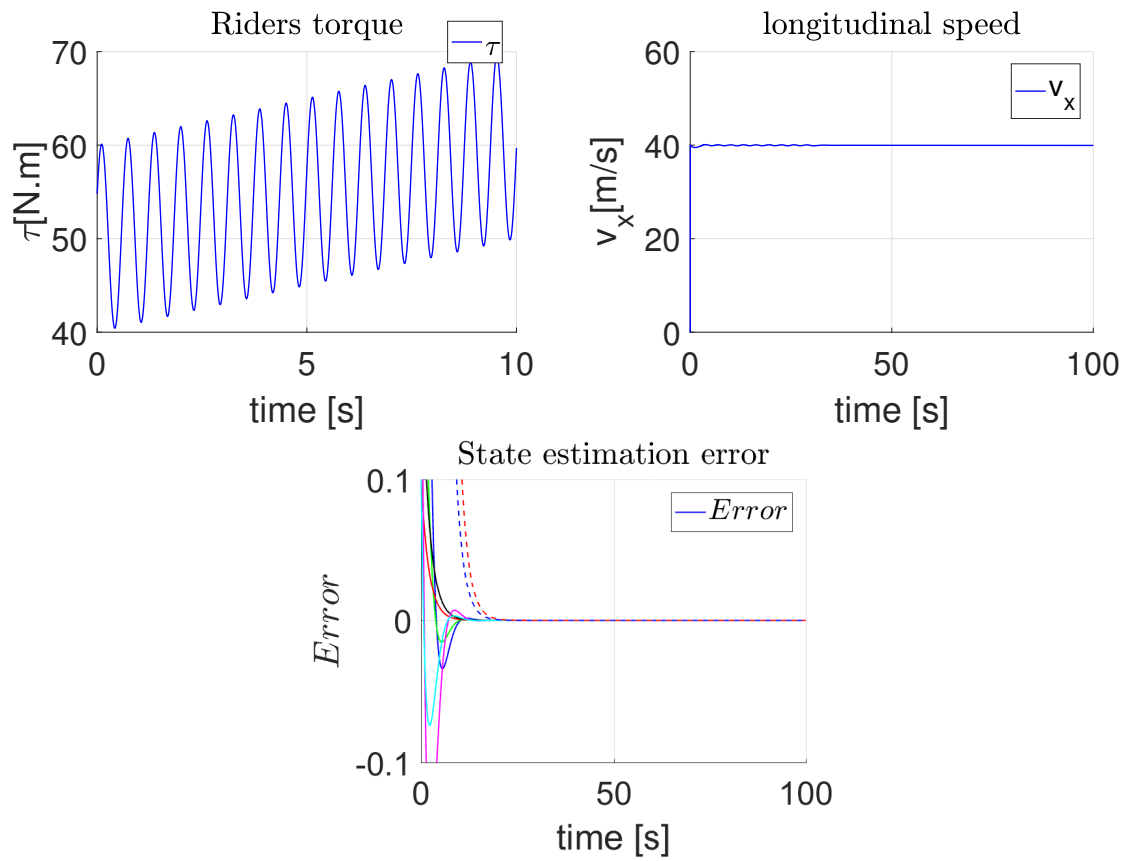 Riders torque
τ
70
60
50
40
τ[N.m]
0 5 10
time [s]
longitudinal speed
v_x
60
40
20
0
v_x[m/s]
0 50 100
time [s]
State estimation error
Error
0.1
0
-0.1
Error
0 50 100
time [s]